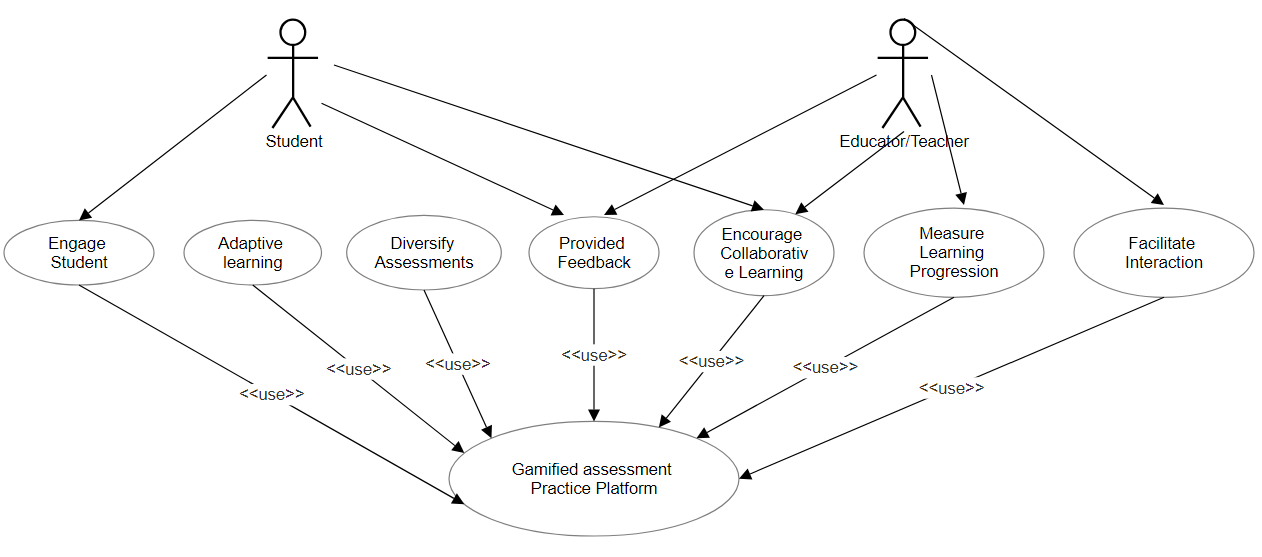 Student
Educator/Teacher
Engage
Student
Adaptive
learning
Diversify
Assessments
Provided
Feedback
Encourage
Collaborativ
e Learning
Measure
Learning
Progression
Facilitate
Interaction
<<use>>
<<use>>
<<use>>
<<use>>
<<use>>
<<use>>
<<use>>
Gamified assessment
Practice Platform